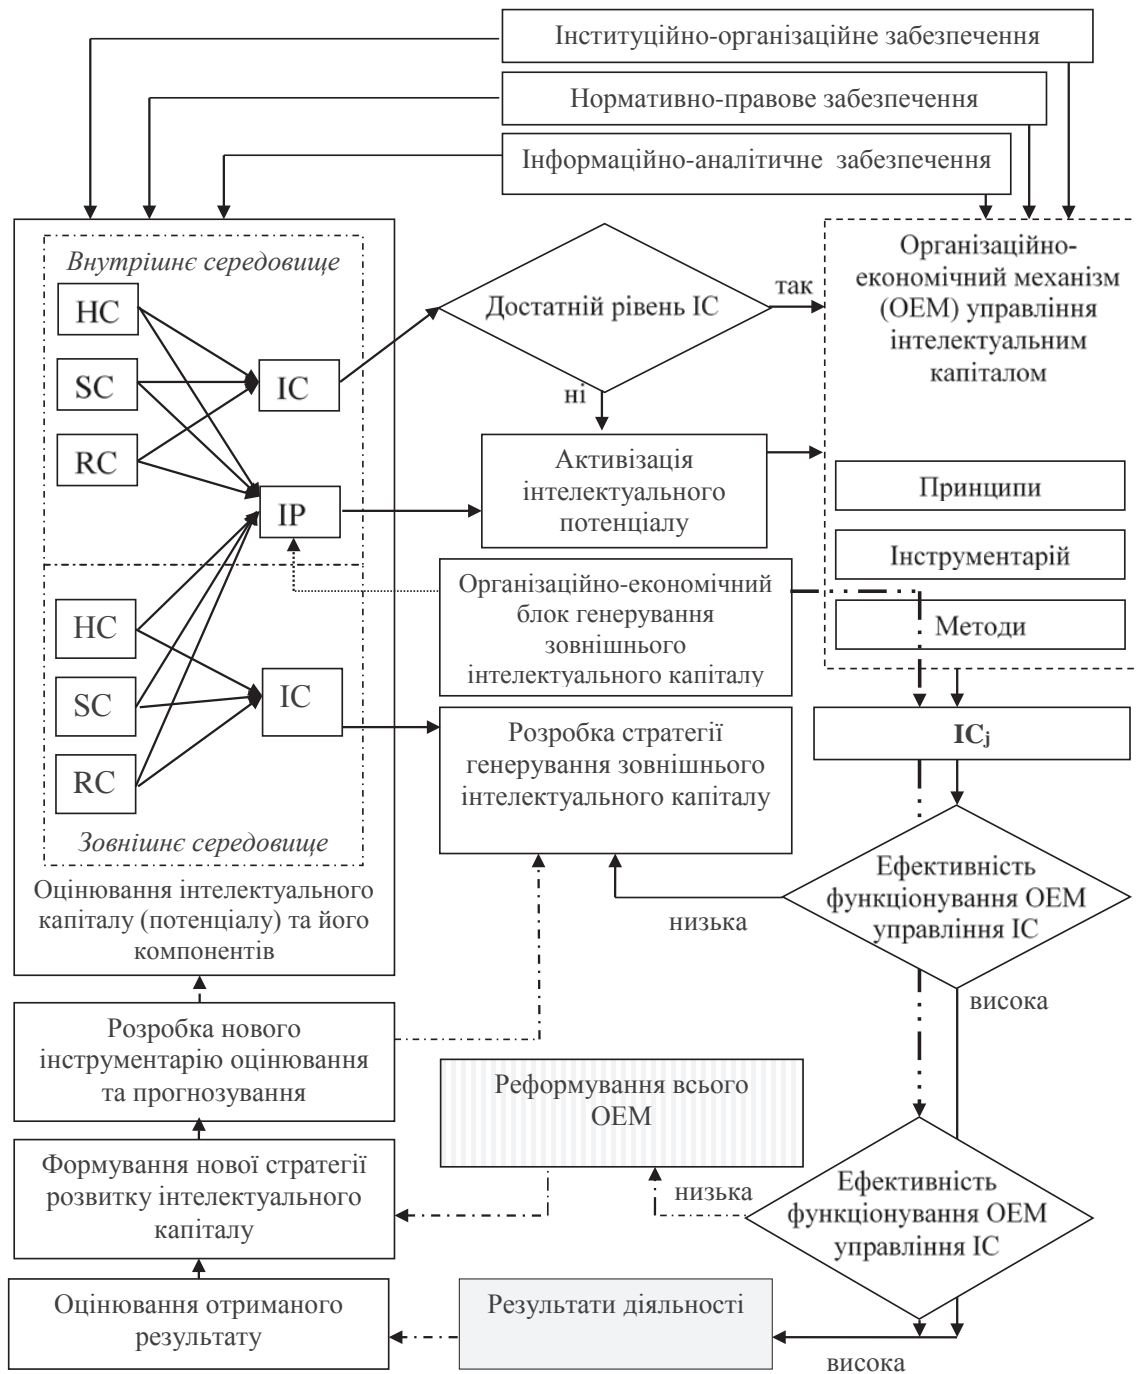 Інституційно-організаційне забезпечення
Нормативно-правове забезпечення
Інформаційно-аналітичне забезпечення
Внутрішнє середовище
HC
SC
RC
IC
IP
HC
SC
RC
IC
Зовнішнє середовище
Оцінювання інтелектуального
капіталу (потенціалу) та його
компонентів
Достатній рівень IC
так
ні
Організаційно-
економічний механізм
(ОЕМ) управління
інтелектуальним
капіталом
Принципи
Інструментарій
Методи
Активізація
інтелектуального
потенціалу
Організаційно-економічний
блок генерування
зовнішнього
інтелектуального капіталу
Розробка стратегії
генерування зовнішнього
інтелектуального капіталу
ICj
Ефективність
функціонування ОЕМ
управління IC
низька
висока
Розробка нового
інструментарію оцінювання
та прогнозування
Реформування всього
ОЕМ
Формування нової стратегії
розвитку інтелектуального
капіталу
низька
Ефективність
функціонування ОЕМ
управління IC
Оцінювання отриманого
результату
Результати діяльності
висока